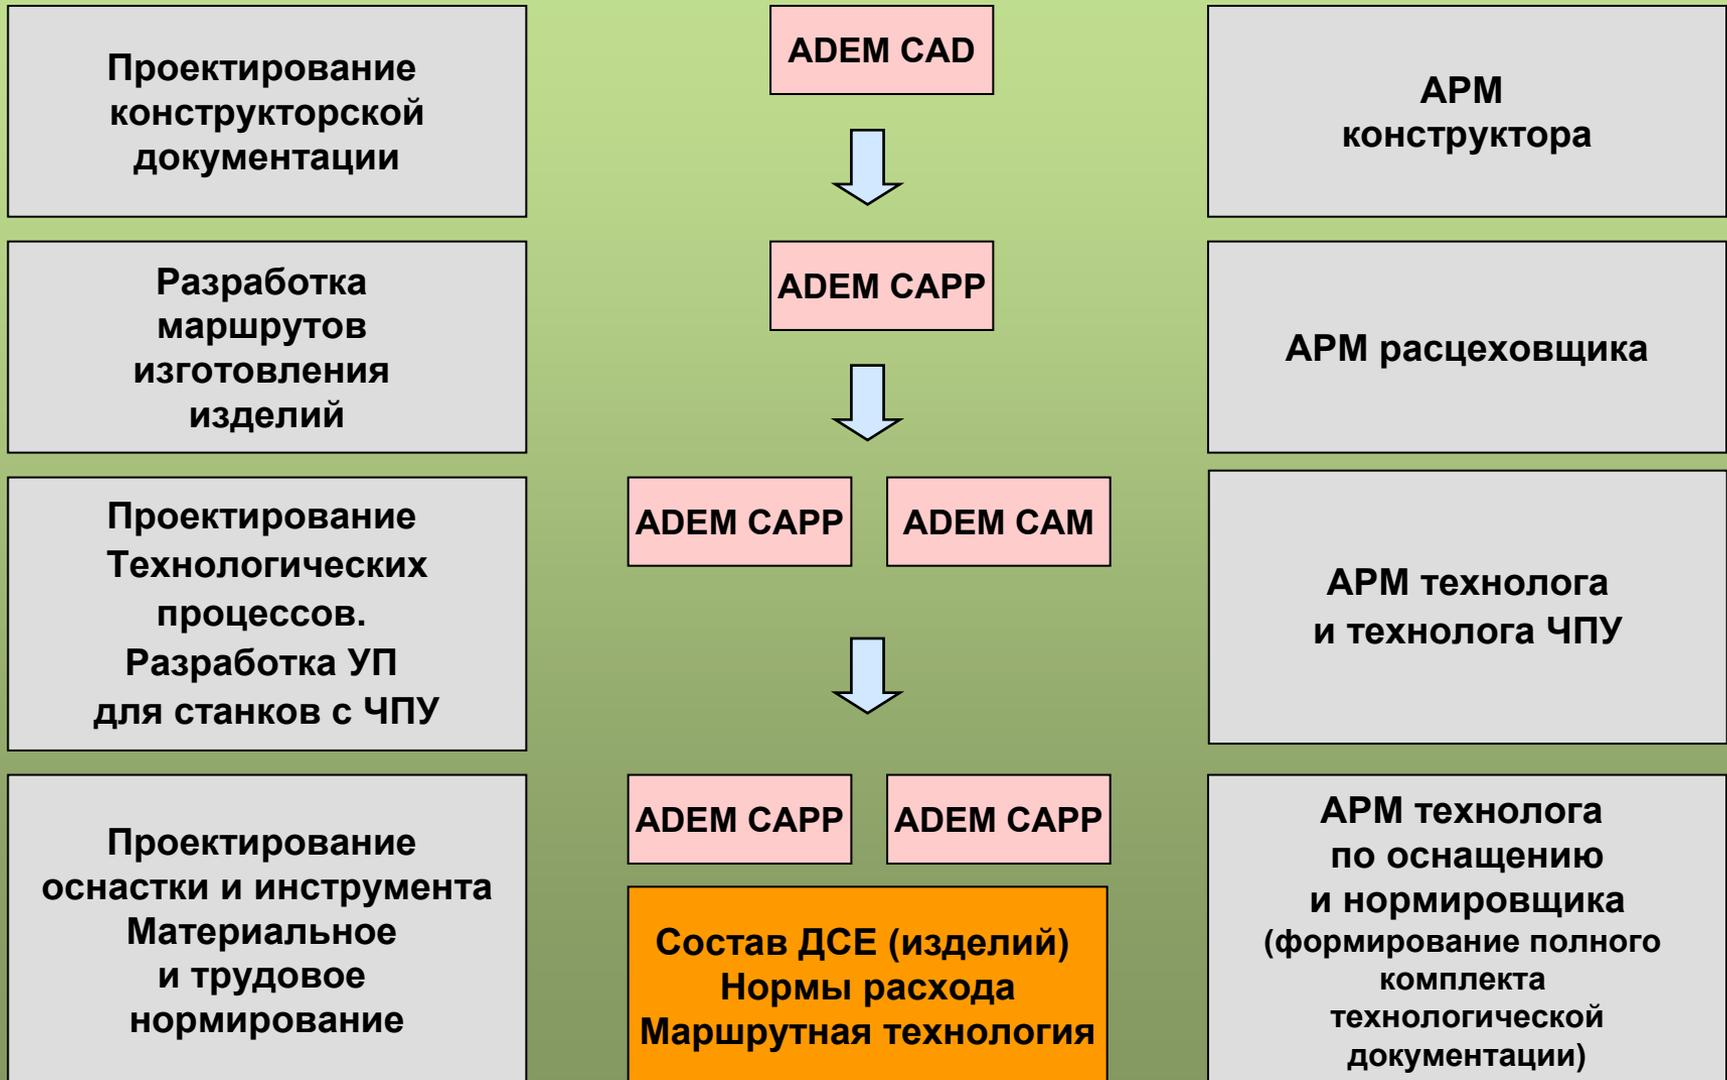 Проектирование
конструкторской
документации
ADEM CAD
АРМ
конструктора
Разработка
маршрутов
изготовления
изделий
ADEM CAPP
АРМ расцеховщика
Проектирование
Технологических
процессов.
Разработка УП
для станков с ЧПУ
ADEM CAPP
ADEM CAM
АРМ технолога
и технолога ЧПУ
Проектирование
оснастки и инструмента
Материальное
и трудовое
нормирование
ADEM CAPP
ADEM CAPP
Состав ДСЕ (изделий)
Нормы расхода
Маршрутная технология
АРМ технолога
по оснащению
и нормировщика
(формирование полного
комплекта
технологической
документации)